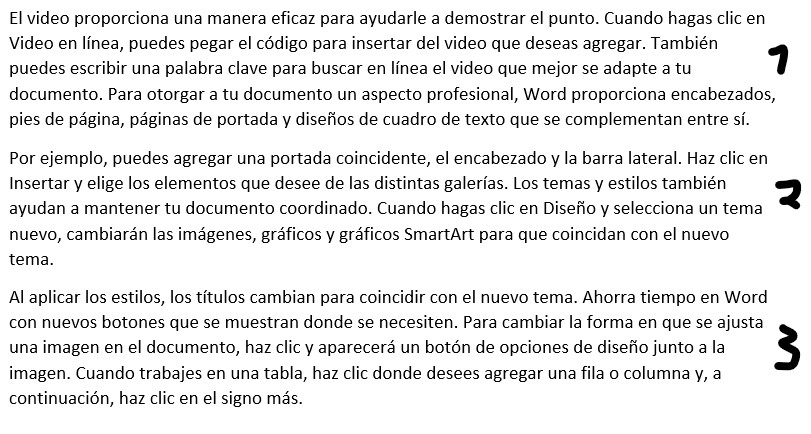 El video proporciona una manera eficaz para ayudarle a demostrar el punto. Cuando hagas clic en
Video en línea, puedes pegar el código para insertar del video que deseas agregar. También
puedes escribir una palabra clave para buscar en línea el video que mejor se adapte a tu
documento. Para otorgar a tu documento un aspecto profesional, Word proporciona encabezados,
pies de página, páginas de portada y diseños de cuadro de texto que se complementan entre sí.
1
Por ejemplo, puedes agregar una portada coincidente, el encabezado y la barra lateral. Haz clic en
Insertar y elige los elementos que desee de las distintas galerías. Los temas y estilos también
ayudan a mantener tu documento coordinado. Cuando hagas clic en Diseño y selecciona un tema
nuevo, cambiarán las imágenes, gráficos y gráficos SmartArt para que coincidan con el nuevo
tema.
2
Al aplicar los estilos, los títulos cambian para coincidir con el nuevo tema. Ahorra tiempo en Word
con nuevos botones que se muestran donde se necesiten. Para cambiar la forma en que se ajusta
una imagen en el documento, haz clic y aparecerá un botón de opciones de diseño junto a la
imagen. Cuando trabajes en una tabla, haz clic donde desees agregar una fila o columna y, a
continuación, haz clic en el signo más.
3